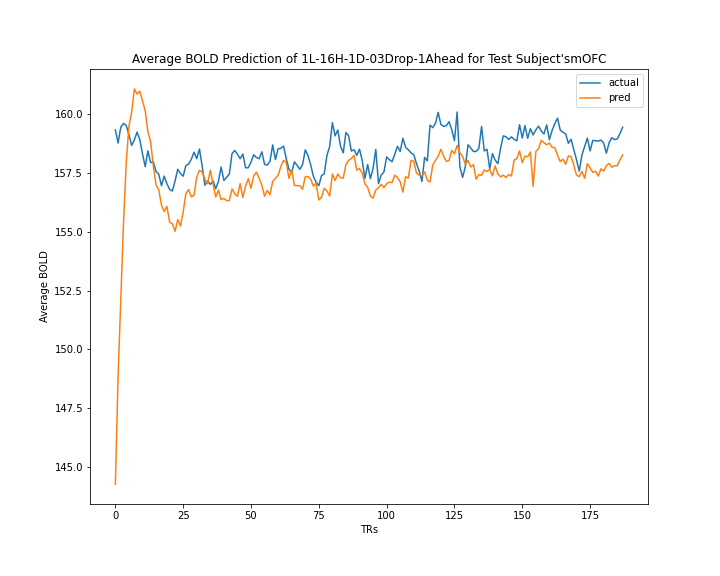 Average BOLD Prediction of 1L-16H-1D-03Drop-1Ahead for Test Subject'smOFC
actual
pred
Average BOLD
160.0
157.5
155.0
152.5
150.0
147.5
145.0
0 25 50 75 100 125 150 175
TRs